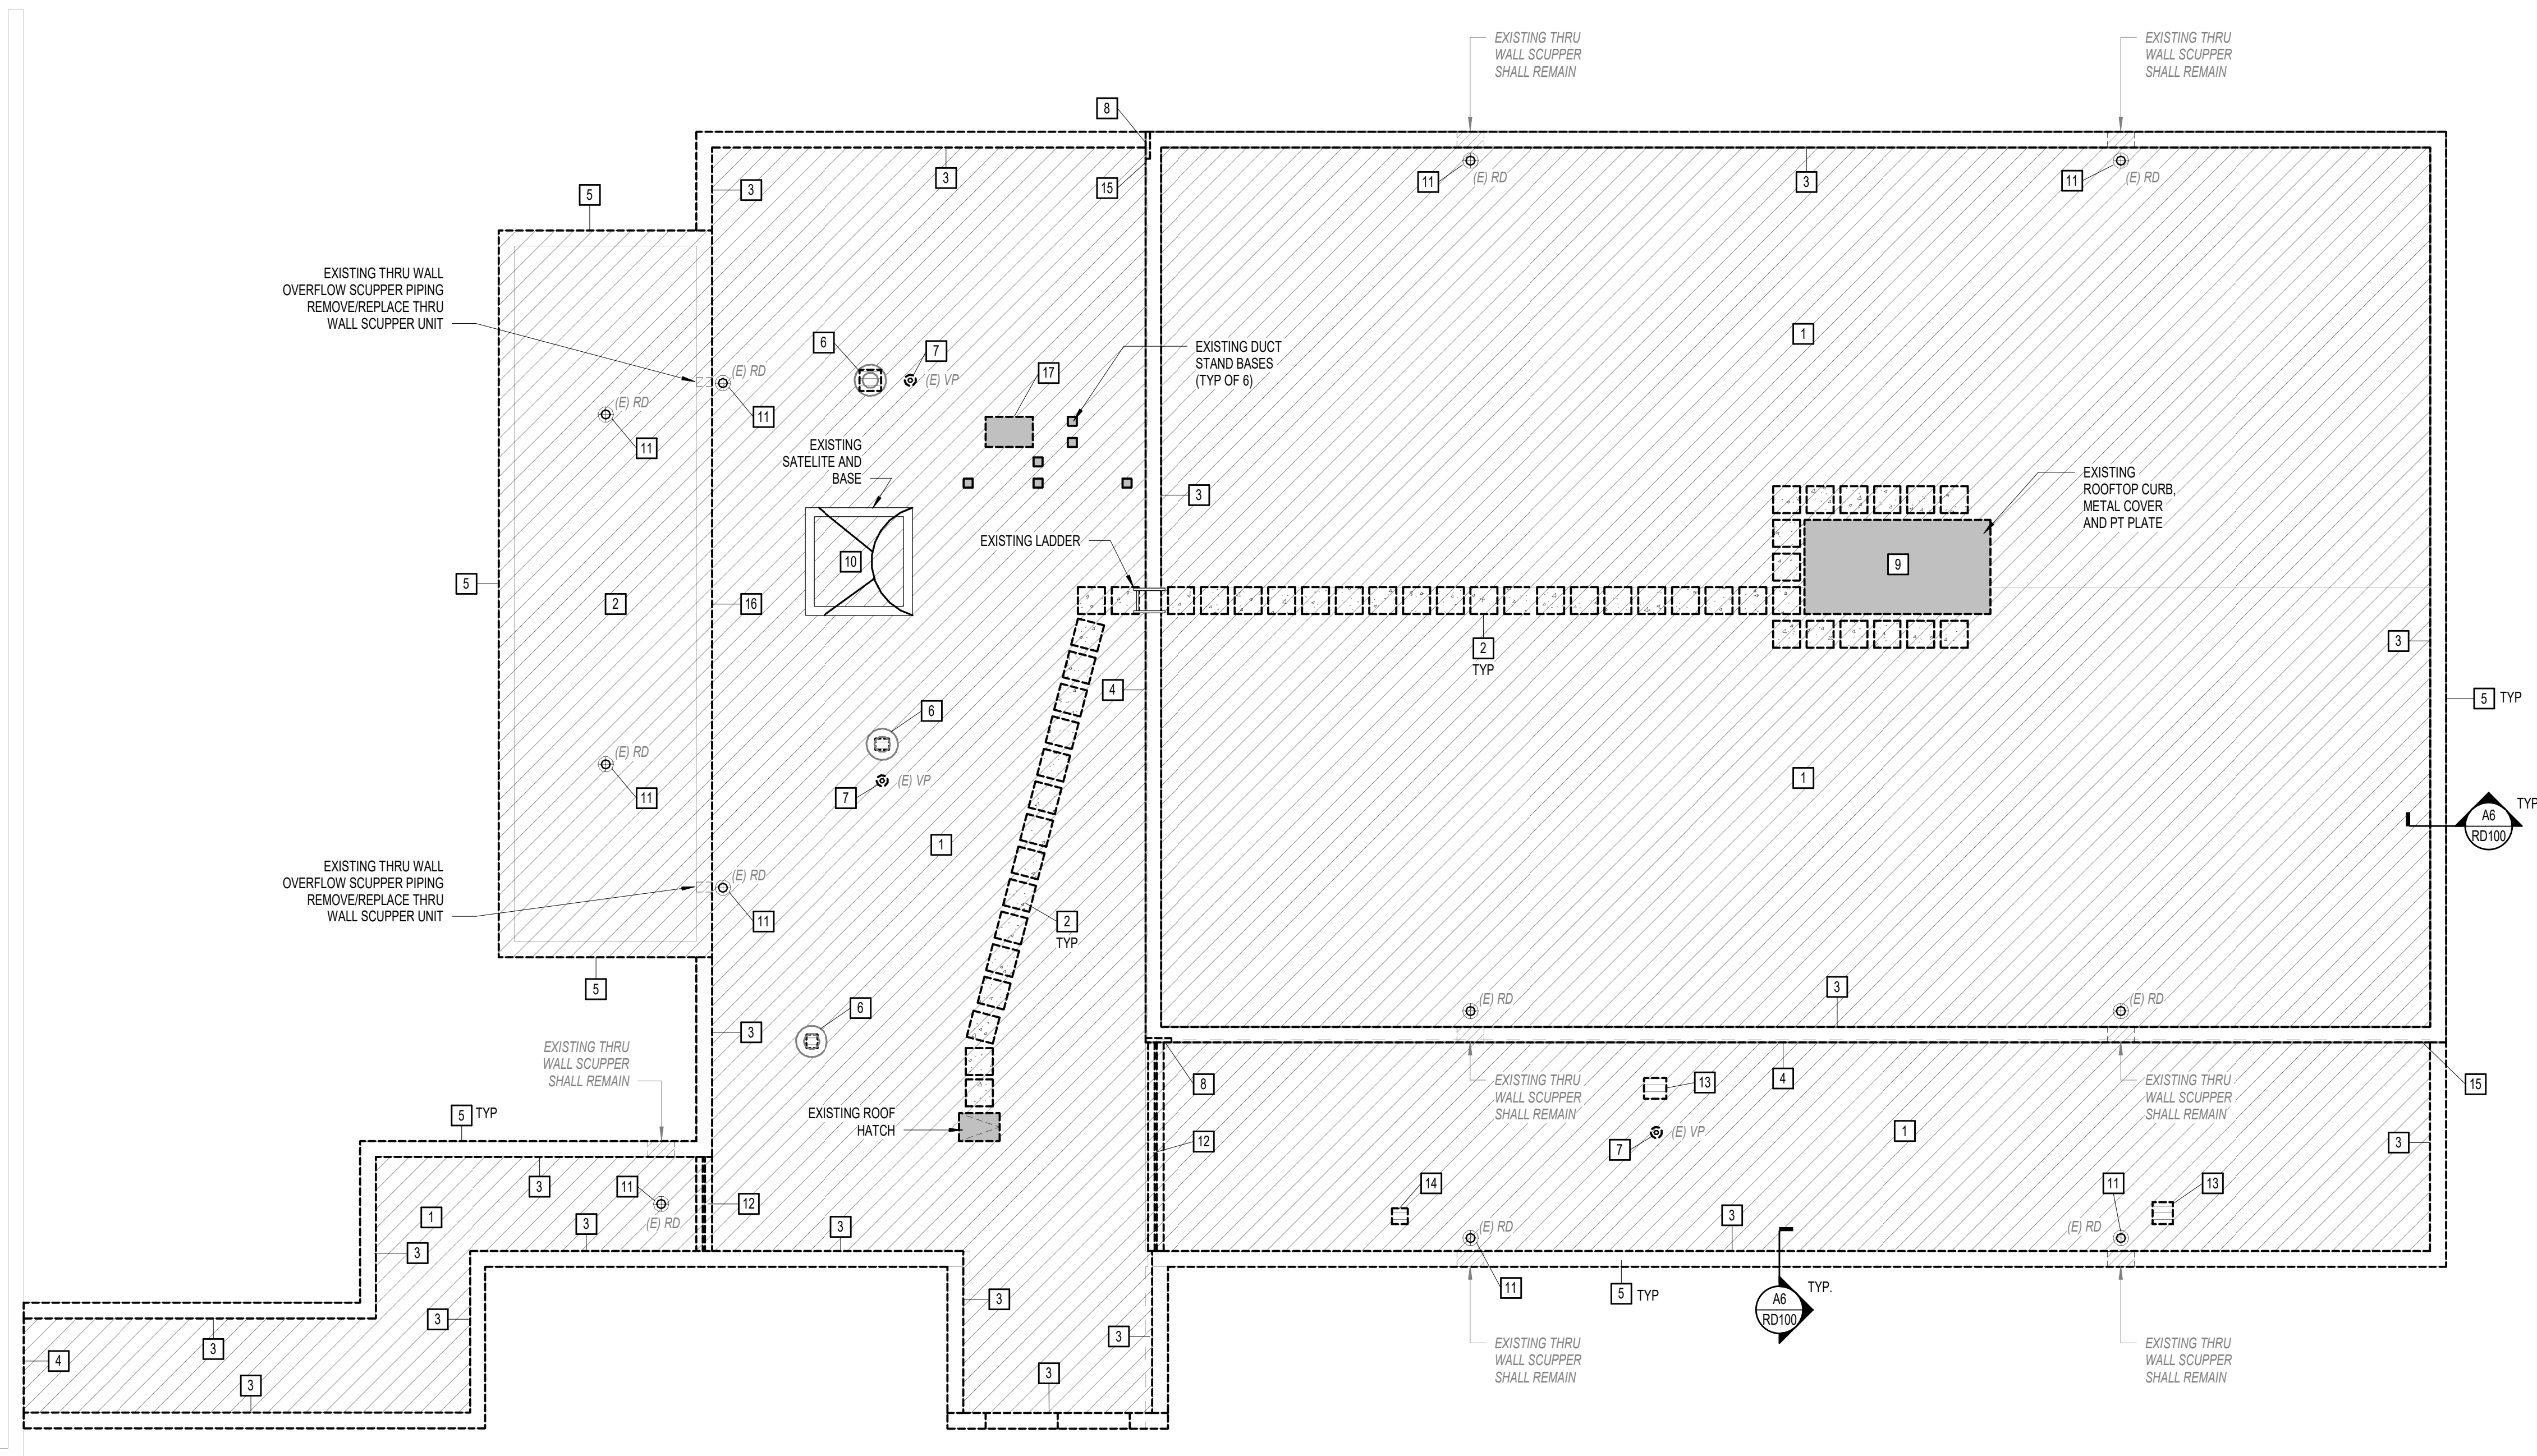 EXISTING THRU
WALL SCUPPER
SHALL REMAIN
EXISTING THRU
WALL SCUPPER
SHALL REMAIN
8
3
3
15
11
(E) RD
3
11
(E) RD
5
EXISTING THRU WALL
OVERFLOW SCUPPER PIPING
REMOVE/REPLACE THRU
WALL SCUPPER UNIT
6
7
(E) VP
EXISTING DUCT
STAND BASES
(TYP OF 6)
1
17
(E) RD
11
(E) RD
11
EXISTING
SATELITE AND
BASE
3
EXISTING
ROOFTOP CURB,
METAL COVER
AND PT PLATE
EXISTING LADDER
10
9
5
2
16
2
TYP
3
4
5 TYP
6
(E) RD
11
7
(E) VP
1
1
A6
RD100
TYP
EXISTING THRU WALL
OVERFLOW SCUPPER PIPING
REMOVE/REPLACE THRU
WALL SCUPPER UNIT
(E) RD
11
2
TYP
5
3
(E) RD
(E) RD
6
3
EXISTING THRU
WALL SCUPPER
SHALL REMAIN
8
EXISTING THRU
WALL SCUPPER
SHALL REMAIN
13
4
EXISTING THRU
WALL SCUPPER
SHALL REMAIN
15
5 TYP
EXISTING ROOF
HATCH
12
7
(E) VP
1
3
3
11
(E) RD
12
14
11
13
1
3
3
3
(E) RD
3
(E) RD
3
3
11
5 TYP
A6
RD100
TYP.
3
3
3
4
3
3
EXISTING THRU
WALL SCUPPER
SHALL REMAIN
EXISTING THRU
WALL SCUPPER
SHALL REMAIN